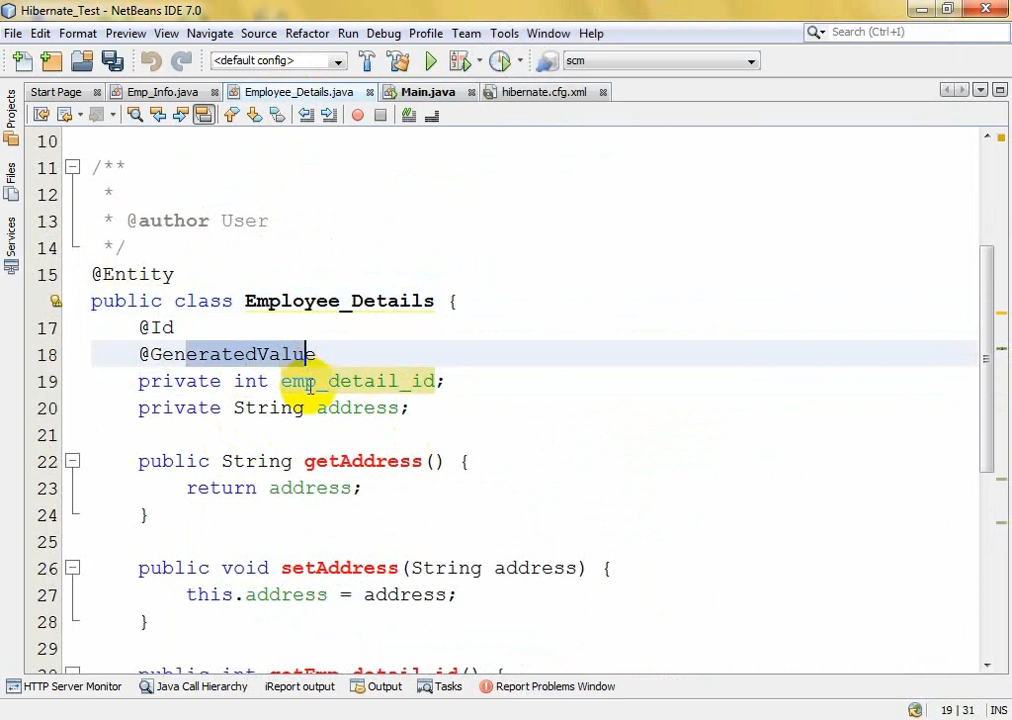 Hibernate_Test - NetBeans IDE 7.0
File Edit Format Preview View Navigate Source Refactor Run Debug Profile Team Tools Window Help
Search (Ctrl+I)
<default config> scm
Start Page Emp_Info.java Employee_Details.java Main.java hibernate.cfg.xml
Projects
Files
Services
10
11 /**
12 *
13 * @author User
14 */
15 @Entity
public class Employee_Details {
17 @Id
18 @GeneratedValue
19 private int emp_detail_id;
20 private String address;
21
22 public String getAddress() {
23 return address;
24 }
25
26 public void setAddress(String address) {
27 this.address = address;
28 }
29
public int getEmp_detail_id() {
HTTP Server Monitor Java Call Hierarchy iReport output Output Tasks Report Problems Window
19 | 31 INS